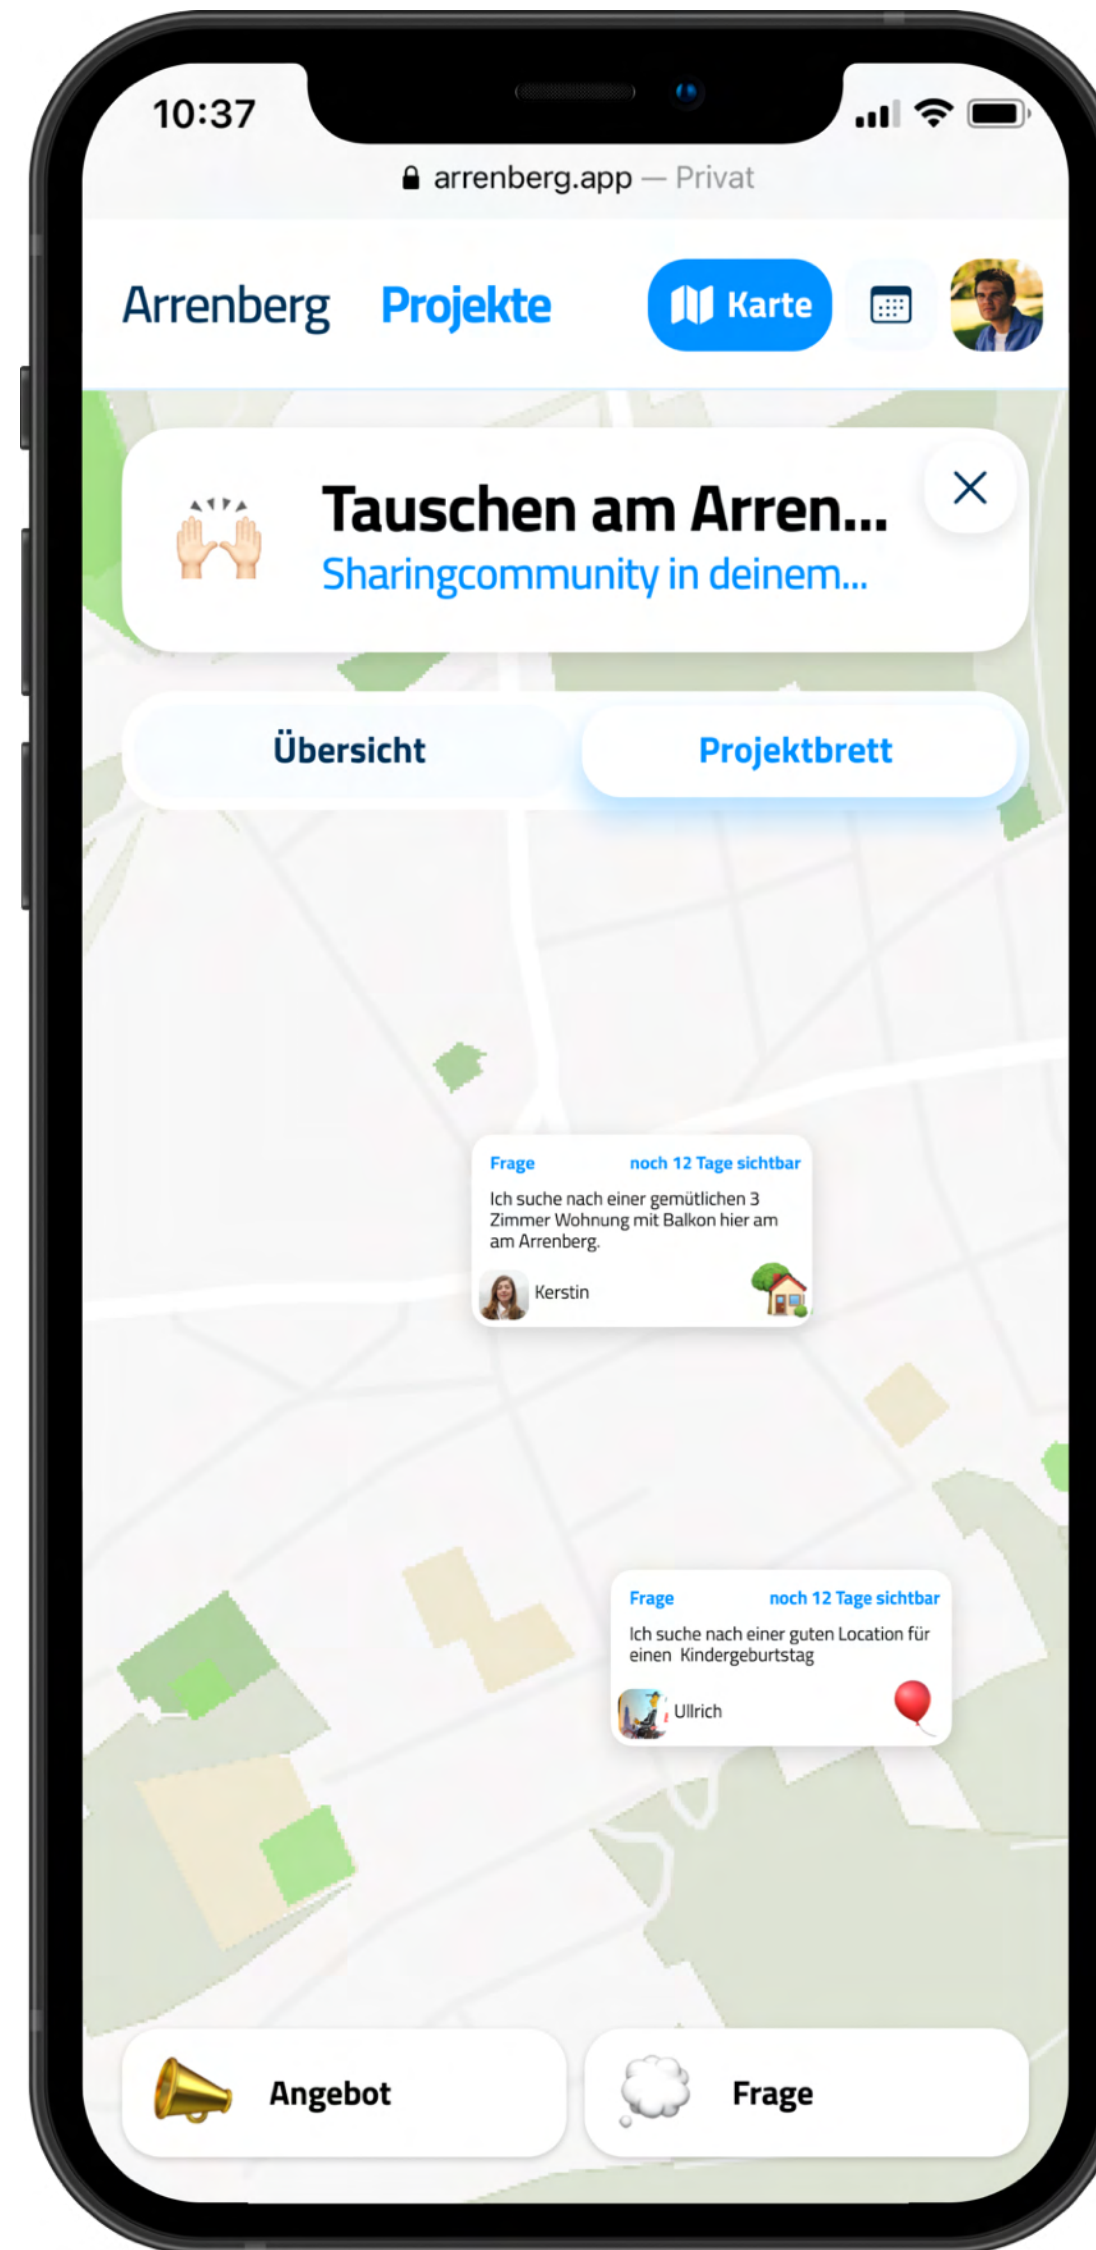 10:37
arrenberg.app — Privat
Arrenberg Projekte Karte
Tauschen am Arren...
Sharingcommunity in deinem...
Übersicht Projektbrett
Frage noch 12 Tage sichtbar
Ich suche nach einer gemütlichen 3
Zimmer Wohnung mit Balkon hier am
am Arrenberg.
Kerstin
Frage noch 12 Tage sichtbar
Ich suche nach einer guten Location für
einen Kindergeburtstag
Ullrich
Angebot Frage